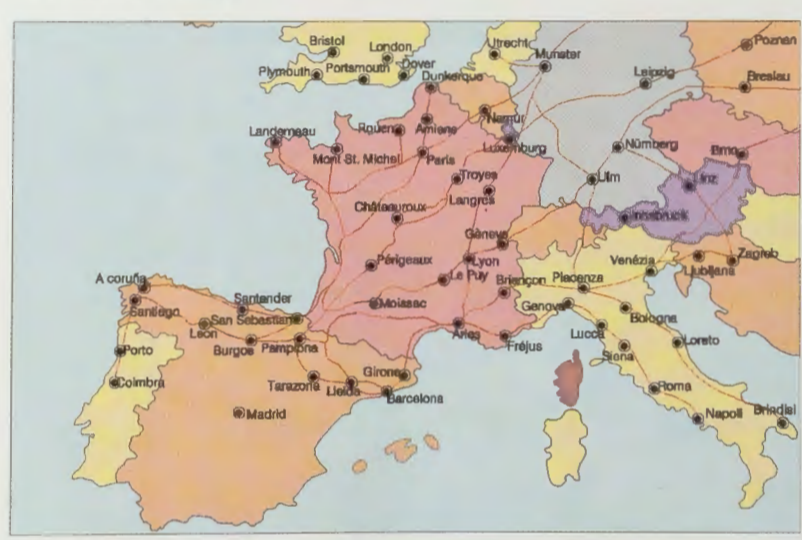 Bristol
London
Utrecht
Munster
Poznan
Plymouth
Portsmouth
Dover
Dunkerque
Leipzig
Breslau
Namur
Landerneau
Rouen
Amiens
Luxemburg
Nürnberg
Brno
Mont St. Michel
Paris
Troyes
Langres
Ulm
Linz
Châteauroux
Innsbruck
Génève
Périgeaux
Lyon
Le Puy
Briançon
Piacenza
Venézia
Zagreb
Ljubljana
A coruña
Santiago
Santander
San Sebastian
Moissac
Genova
Bologna
León
Burgos
Pamplona
Arles
Fréjus
Lucca
Siena
Loreto
Porto
Coimbra
Tarazona
Lleida
Girona
Barcelona
Roma
Madrid
Napoli
Brindisi